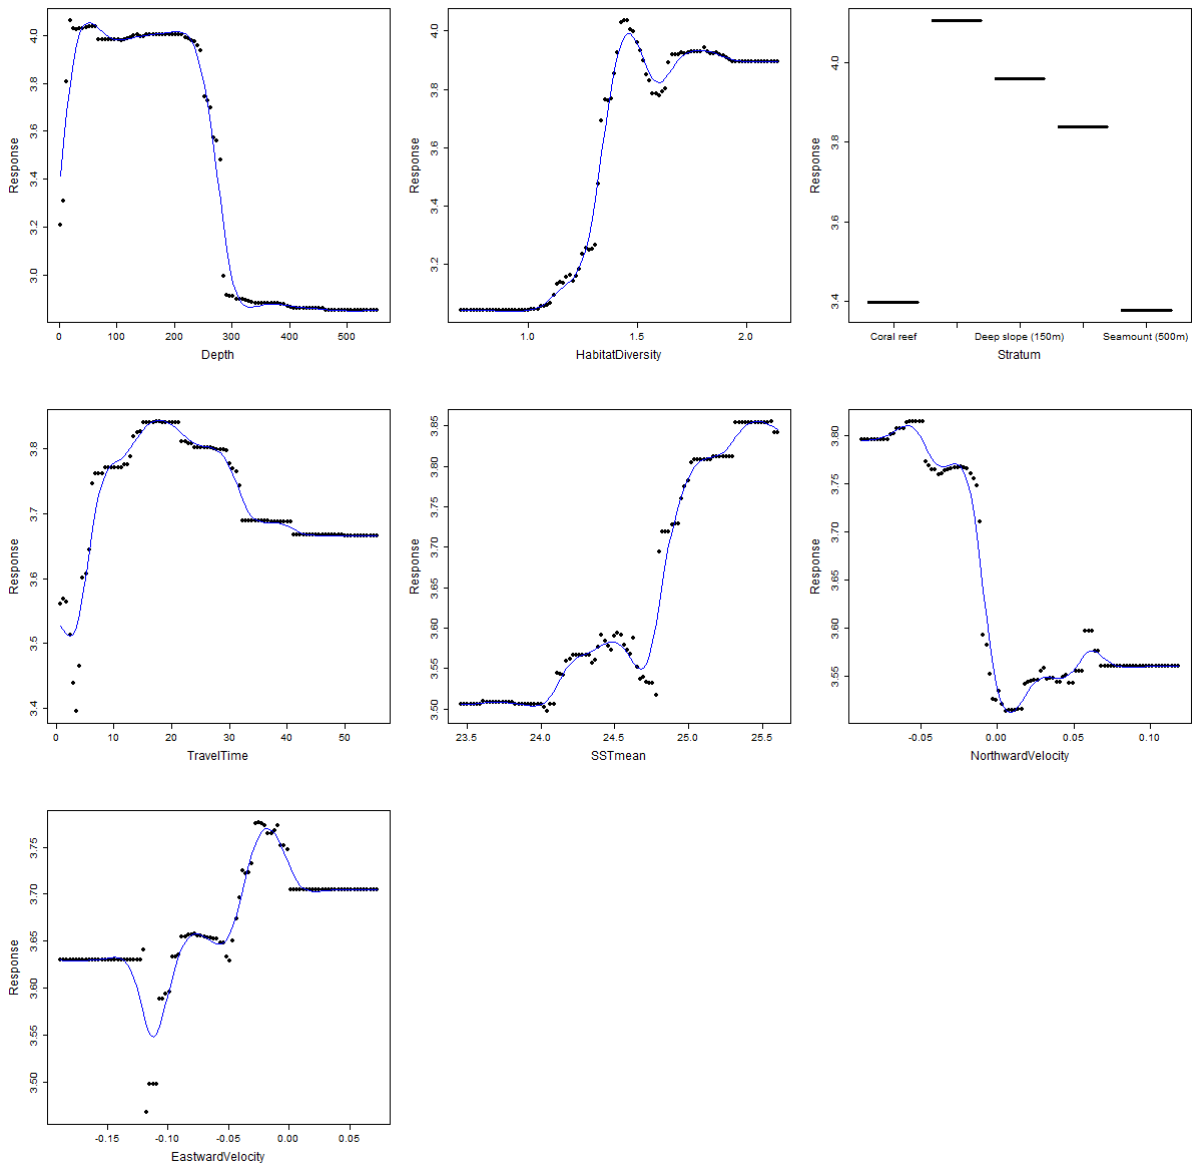 4.0
3.8
3.6
3.4
3.2
3.0
Response
0 100 200 300 400 500
Depth
4.0
3.8
3.6
3.4
3.2
Response
1.0 1.5 2.0
HabitatDiversity
4.0
3.8
3.6
3.4
Response
Coral reef Deep slope (150m) Seamount (500m)
Stratum
3.8
3.7
3.6
3.5
3.4
Response
0 10 20 30 40 50
TravelTime
3.85
3.80
3.75
3.70
3.65
3.60
3.55
3.50
Response
23.5 24.0 24.5 25.0 25.5
SSTmean
3.80
3.75
3.70
3.65
3.60
3.55
Response
-0.05 0.00 0.05 0.10
NorthwardVelocity
3.75
3.70
3.65
3.60
3.55
3.50
Response
-0.15 -0.10 -0.05 0.00 0.05
EastwardVelocity